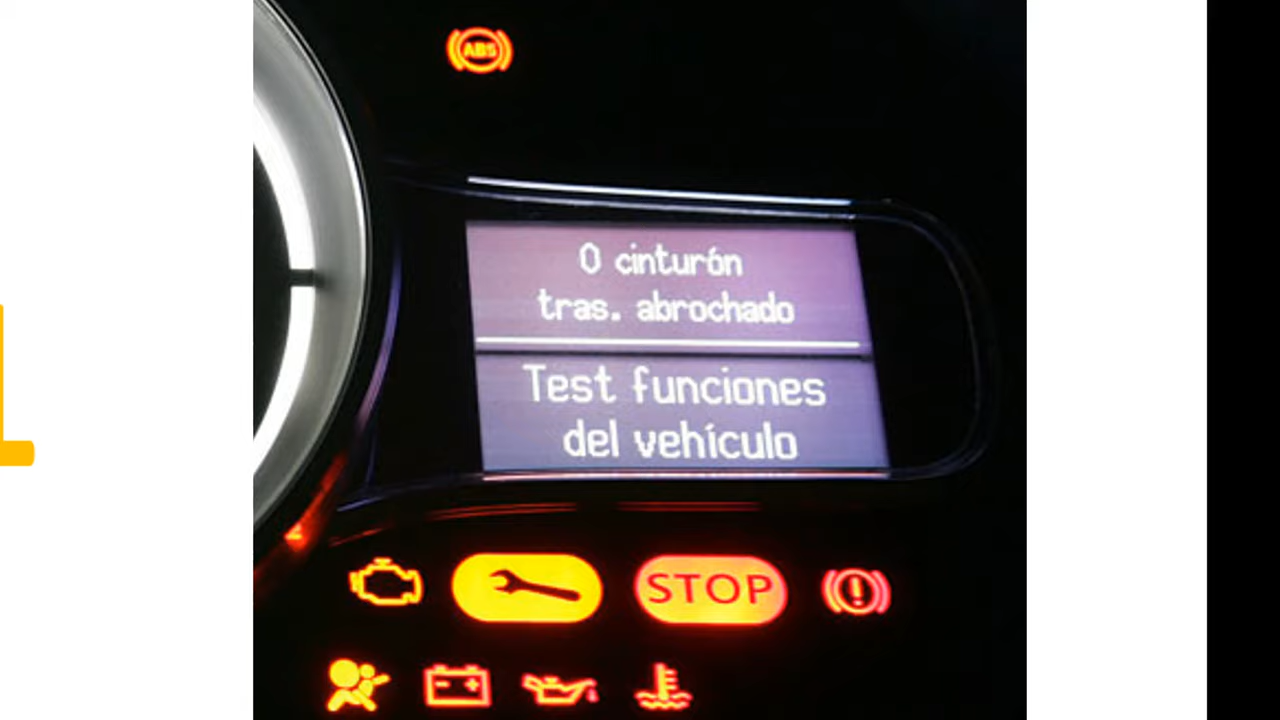 ABS
0 cinturón
tras. abrochado
Test funciones
del vehículo
STOP